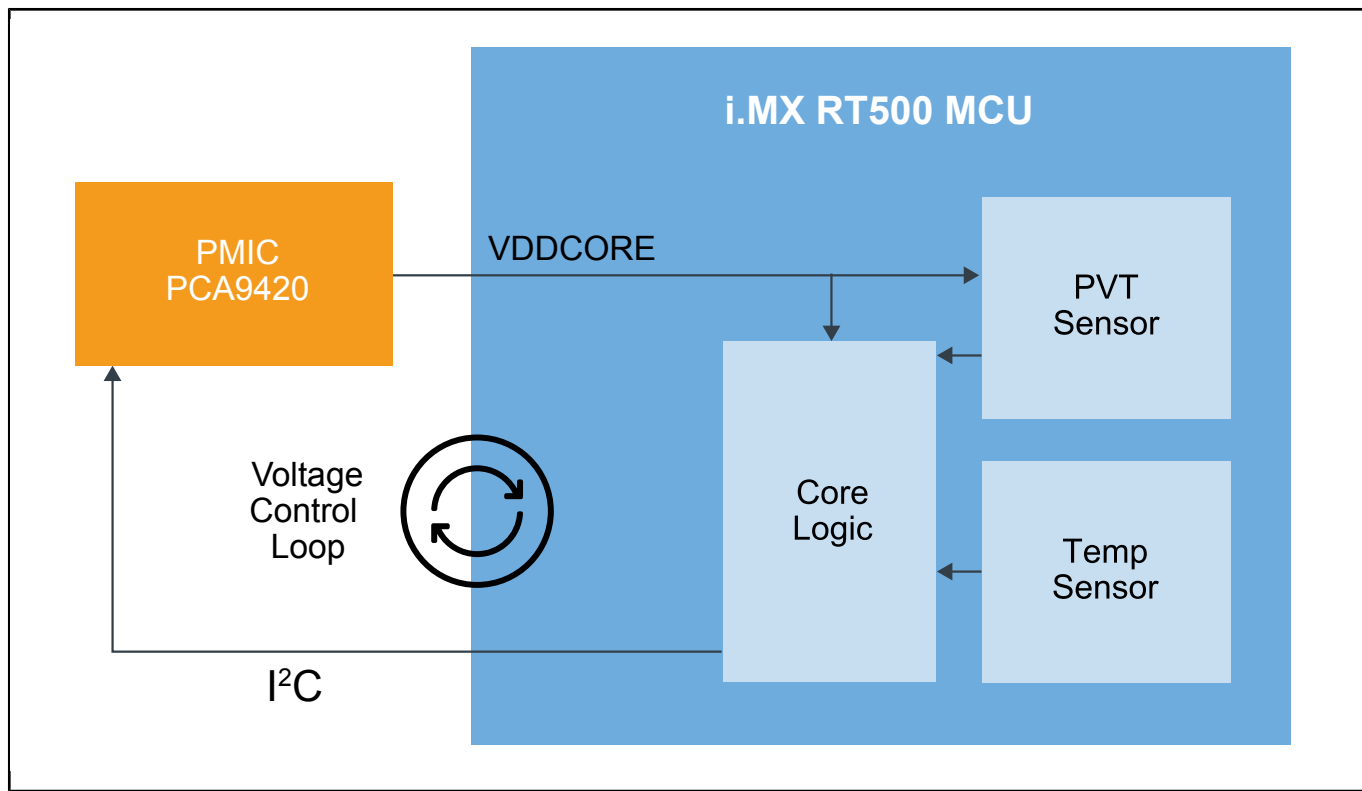 i.MX RT500 MCU
PMIC
PCA9420
VDDCORE
PVT
Sensor
Voltage
Control
Loop
Core
Logic
Temp
Sensor
I²C